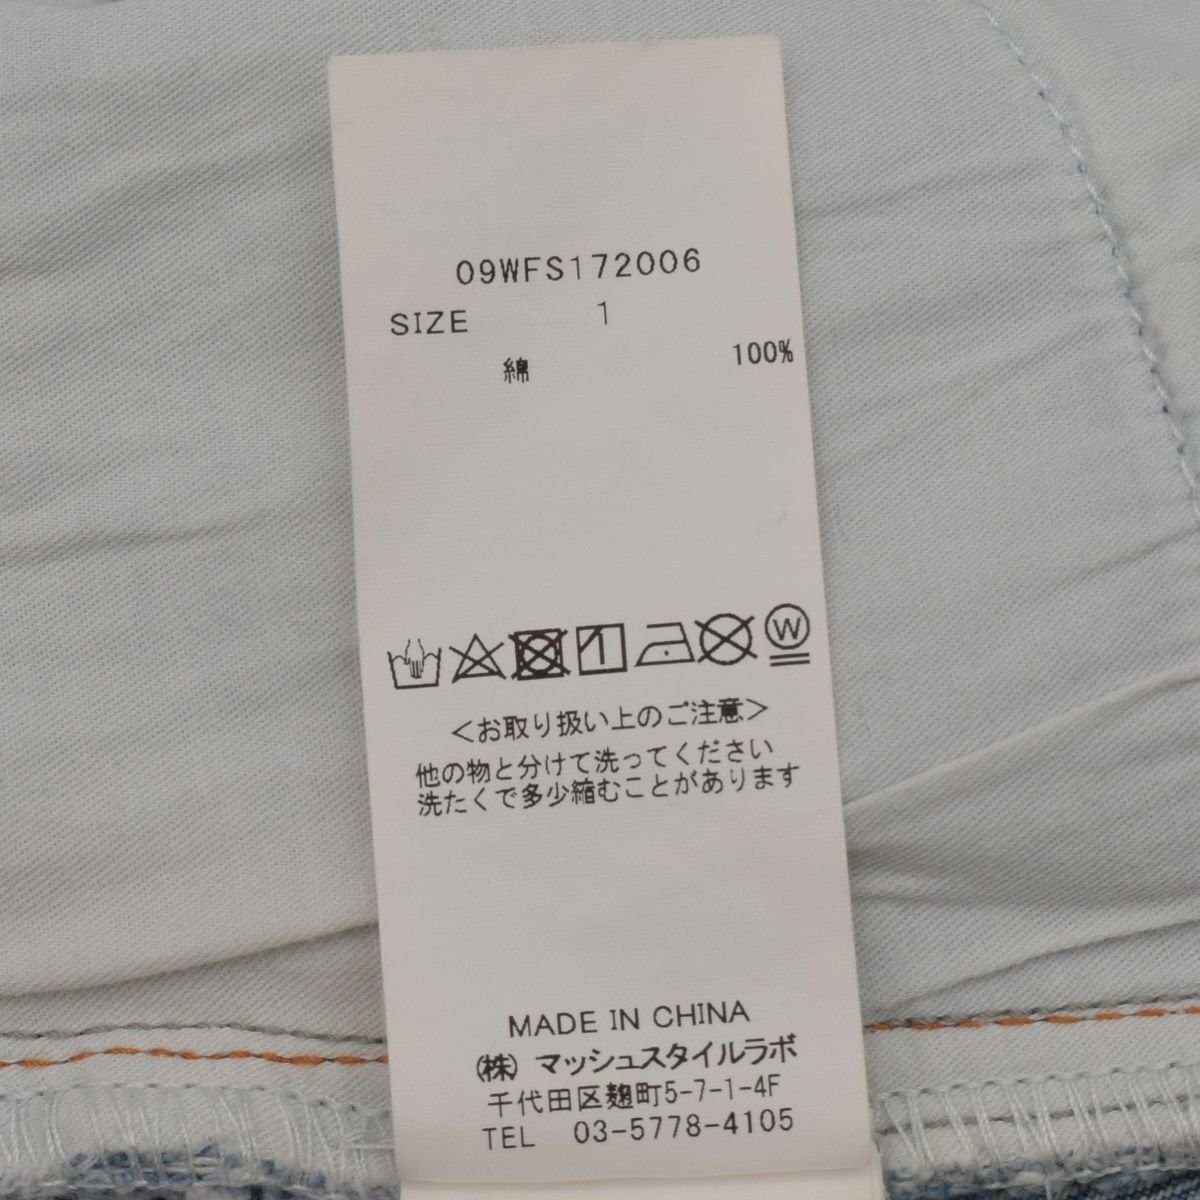 09WFS172006
SIZE 1
綿 100%
W
<お取り扱い上のご注意>
他の物と分けて洗ってください
洗たくで多少縮むことがあります
MADE IN CHINA
(株) マッシュスタイルラボ
千代田区麹町5-7-1-4F
TEL 03-5778-4105